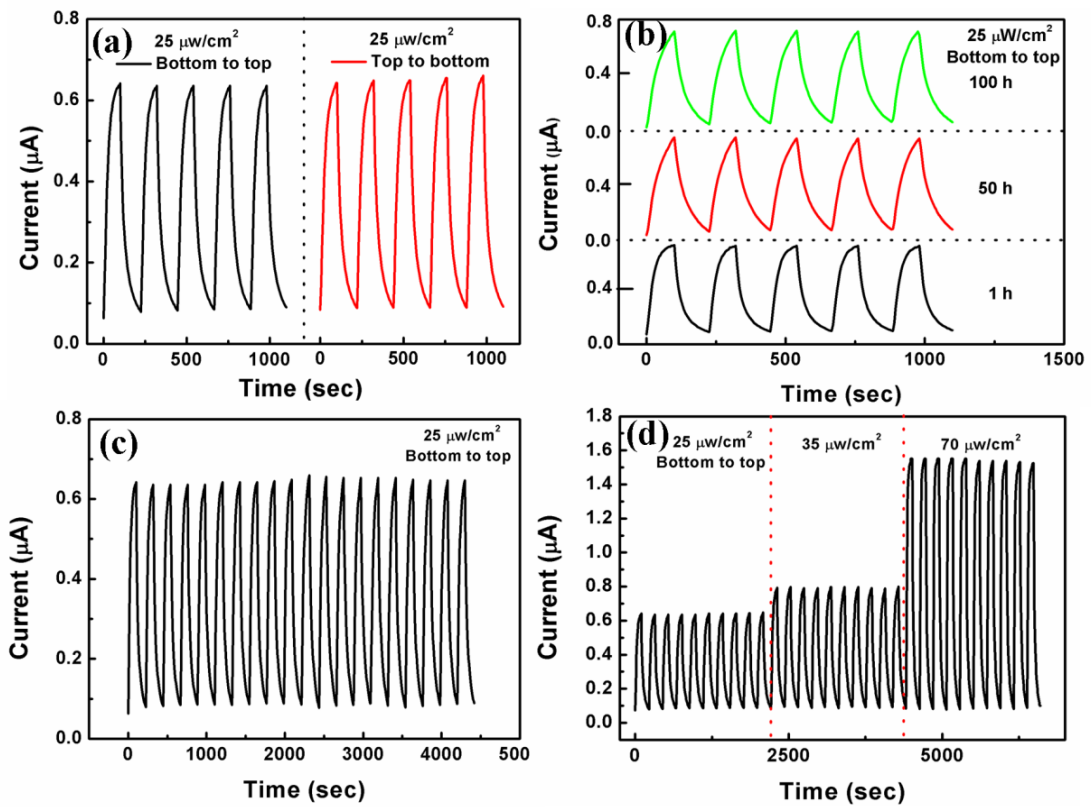 (a)
25 μw/cm²
Bottom to top
25 μw/cm²
Top to bottom
0.8
0.6
0.4
0.2
0.0
Current (μA)
0 500 1000 0 500 1000
Time (sec)
(b)
25 μW/cm²
Bottom to top
100 h
50 h
1 h
0.8
0.4
0.0
0.4
0.0
0.4
0.0
Current (μA)
0 500 1000 1500
Time (sec)
(c)
25 μw/cm²
Bottom to top
0.8
0.6
0.4
0.2
0.0
Current (μA)
0 1000 2000 3000 4000 500
Time (sec)
(d)
25 μw/cm²
Bottom to top
35 μw/cm²
70 μw/cm²
1.8
1.6
1.4
1.2
1.0
0.8
0.6
0.4
0.2
0.0
Current (μA)
0 2500 5000
Time (sec)